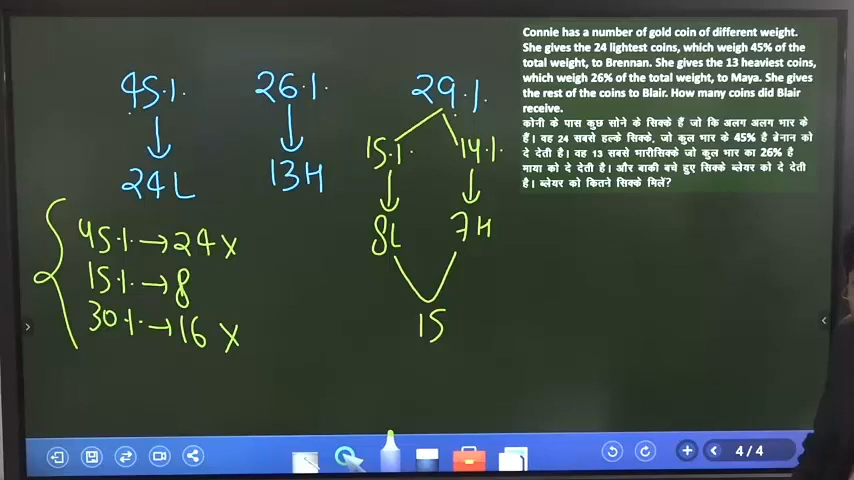 Connie has a number of gold coin of different weight.
She gives the 24 lightest coins, which weigh 45% of the
total weight, to Brennan. She gives the 13 heaviest coins,
which weigh 26% of the total weight, to Maya. She gives
the rest of the coins to Blair. How many coins did Blair
receive.
कोनी के पास कुछ सोने के सिक्के हैं जो कि अलग अलग भार के
हैं। वह 24 सबसे हल्के सिक्के, जो कुल भार के 45% है ब्रेनान को
दे देती है। वह 13 सबसे भारीसिक्के जो कुल भार का 26% है
माया को दे देती है। और बाकी बचे हुए सिक्के ब्लेयर को दे देती
है। ब्लेयर को कितने सिक्के मिलें?
45% 26% 29%
15% 14%
24L 13H
8L 7H
45% → 24 x
15% → 8
30% → 16 x
15
4 / 4